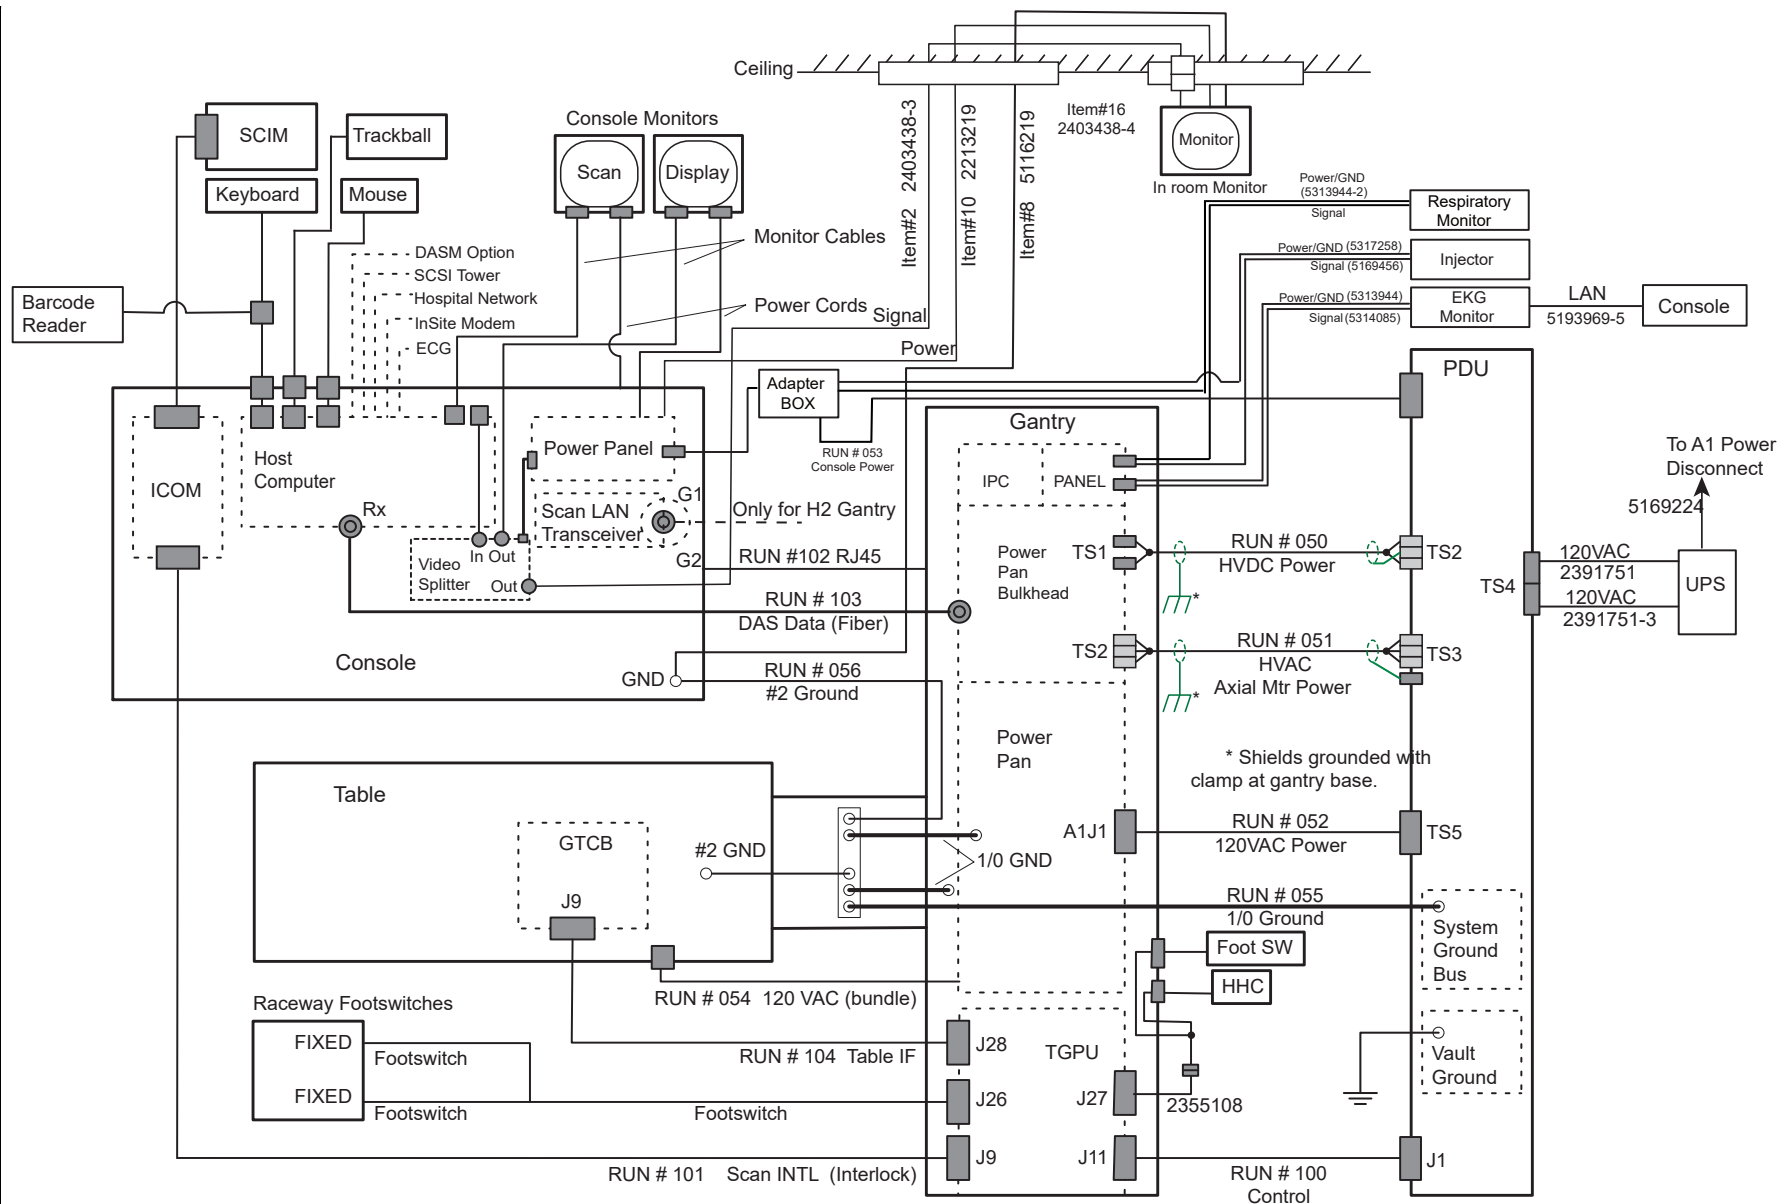 Ceiling
Item#2 2403438-3
Item#10 2213219
Item#8 5116219
Item#16
2403438-4
Monitor
In room Monitor
SCIM
Trackball
Keyboard
Mouse
Barcode
Reader
Console Monitors
Scan
Display
Monitor Cables
Power Cords
DASM Option
SCSI Tower
Hospital Network
InSite Modem
ECG
Signal
Power
Power/GND
(5313944-2)
Signal
Respiratory
Monitor
Power/GND (5317258)
Signal (5169456)
Injector
Power/GND (5313944)
Signal (5314085)
EKG
Monitor
LAN
5193969-5
Console
Adapter
BOX
RUN # 053
Console Power
ICOM
Host
Computer
Rx
Power Panel
Scan LAN
Transceiver
G1
G2
Only for H2 Gantry
Video
Splitter
In Out
Out
RUN #102 RJ45
RUN # 103
DAS Data (Fiber)
Console
GND
RUN # 056
#2 Ground
Gantry
IPC
PANEL
Power
Pan
Bulkhead
TS1
TS2
RUN # 050
HVDC Power
*
RUN # 051
HVAC
Axial Mtr Power
*
PDU
TS2
TS3
TS4
120VAC
2391751
120VAC
2391751-3
UPS
5169224
To A1 Power
Disconnect
Power
Pan
* Shields grounded with
clamp at gantry base.
A1J1
RUN # 052
120VAC Power
TS5
Table
GTCB
J9
#2 GND
1/0 GND
RUN # 055
1/0 Ground
System
Ground
Bus
Foot SW
HHC
RUN # 054 120 VAC (bundle)
Raceway Footswitches
FIXED
Footswitch
FIXED
Footswitch
Footswitch
RUN # 104 Table IF
J28
TGPU
J26
J27
2355108
Vault
Ground
RUN # 101 Scan INTL (Interlock)
J9
J11
RUN # 100
Control
J1